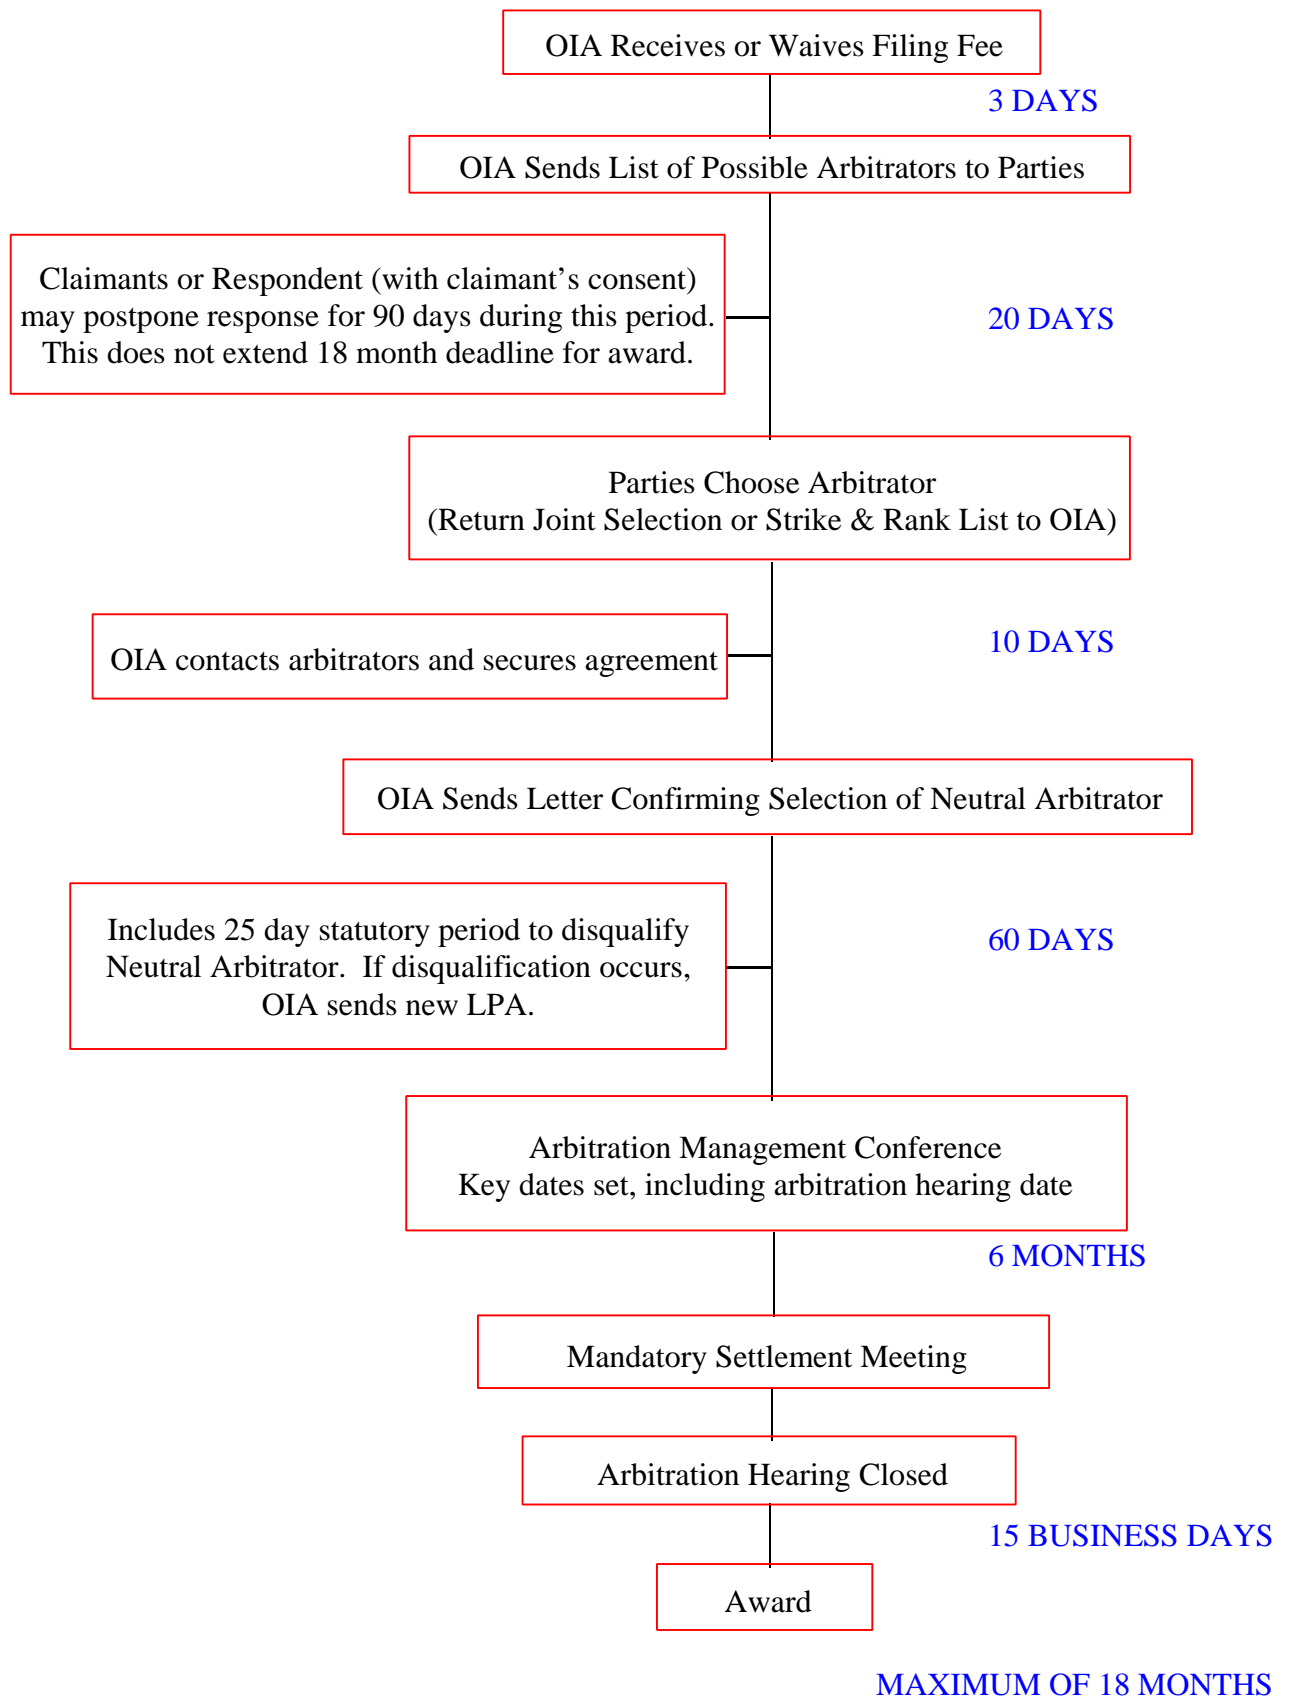 OIA Receives or Waives Filing Fee
3 DAYS
OIA Sends List of Possible Arbitrators to Parties
Claimants or Respondent (with claimant’s consent)
may postpone response for 90 days during this period.
This does not extend 18 month deadline for award.
20 DAYS
Parties Choose Arbitrator
(Return Joint Selection or Strike & Rank List to OIA)
10 DAYS
OIA contacts arbitrators and secures agreement
OIA Sends Letter Confirming Selection of Neutral Arbitrator
Includes 25 day statutory period to disqualify
Neutral Arbitrator.  If disqualification occurs,
OIA sends new LPA.
60 DAYS
Arbitration Management Conference
Key dates set, including arbitration hearing date
6 MONTHS
Mandatory Settlement Meeting
Arbitration Hearing Closed
15 BUSINESS DAYS
Award
MAXIMUM OF 18 MONTHS